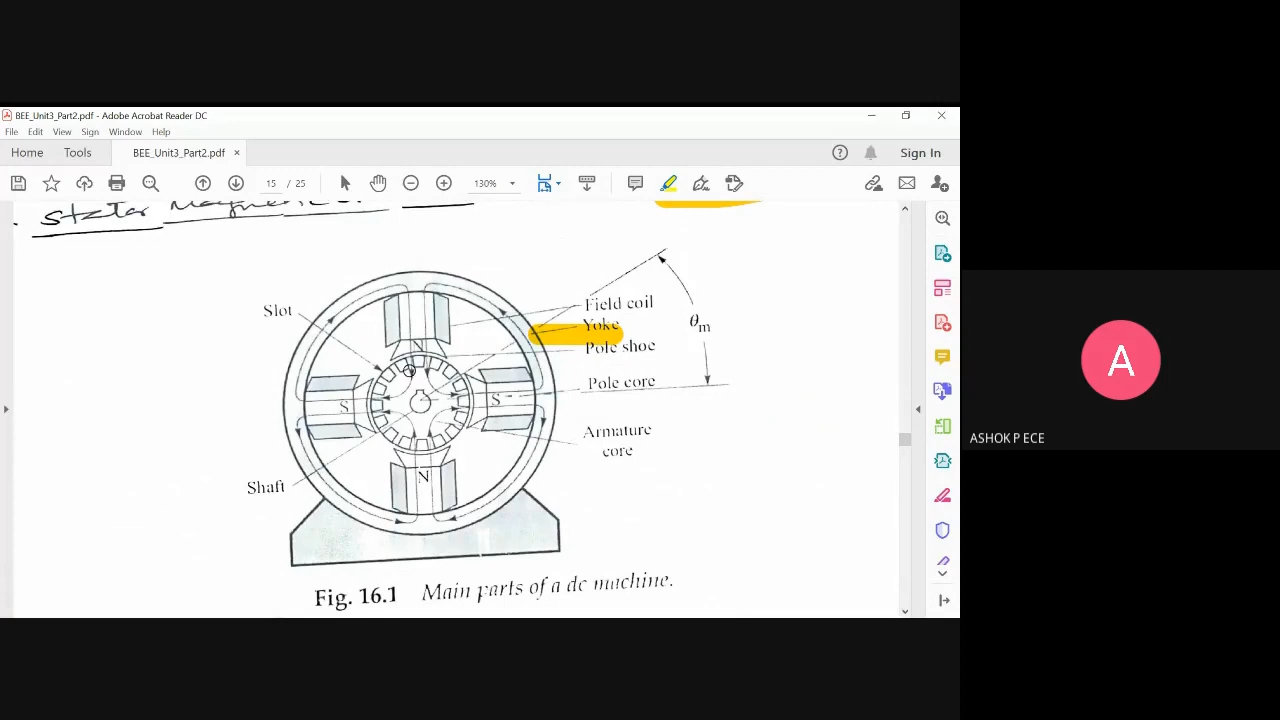 BEE_Unit3_Part2.pdf - Adobe Acrobat Reader DC
File Edit View Sign Window Help
Home Tools BEE_Unit3_Part2.pdf × Sign In
15 / 25 130%
Slot
Field coil
Yoke
Pole shoe
Pole core
Armature
core
Shaft
θm
N
S
S
N
Fig. 16.1 Main parts of a dc machine.
A
ASHOK P ECE